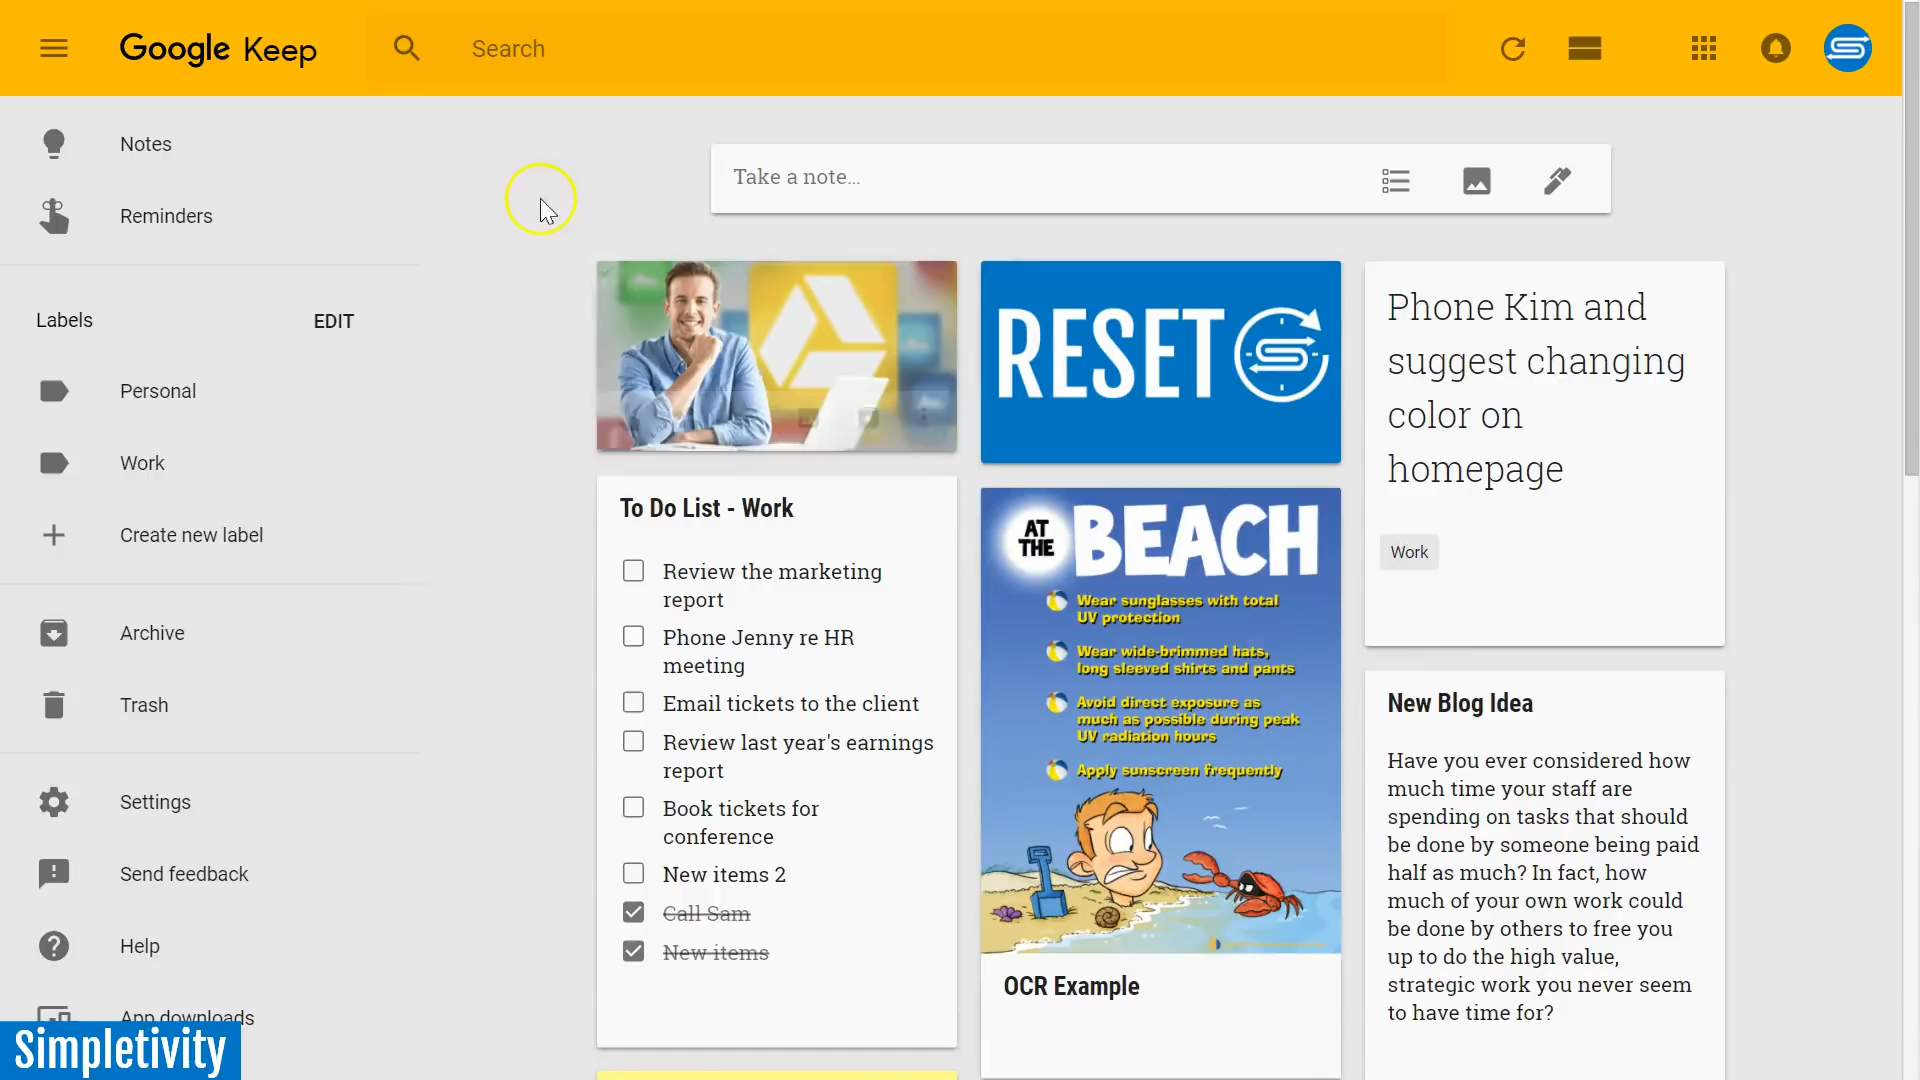 Google Keep
Search
Notes
Reminders
Labels
EDIT
Personal
Work
Create new label
Archive
Trash
Settings
Send feedback
Help
App downloads
Simpletivity
Take a note...
To Do List - Work
Review the marketing
report
Phone Jenny re HR
meeting
Email tickets to the client
Review last year's earnings
report
Book tickets for
conference
New items 2
Call Sam
New items
RESET
AT
THE
BEACH
Wear sunglasses with total
UV protection
Wear wide-brimmed hats,
long sleeved shirts and pants
Avoid direct exposure as
much as possible during peak
UV radiation hours
Apply sunscreen frequently
OCR Example
Phone Kim and
suggest changing
color on
homepage
Work
New Blog Idea
Have you ever considered how
much time your staff are
spending on tasks that should
be done by someone being paid
half as much? In fact, how
much of your own work could
be done by others to free you
up to do the high value,
strategic work you never seem
to have time for?